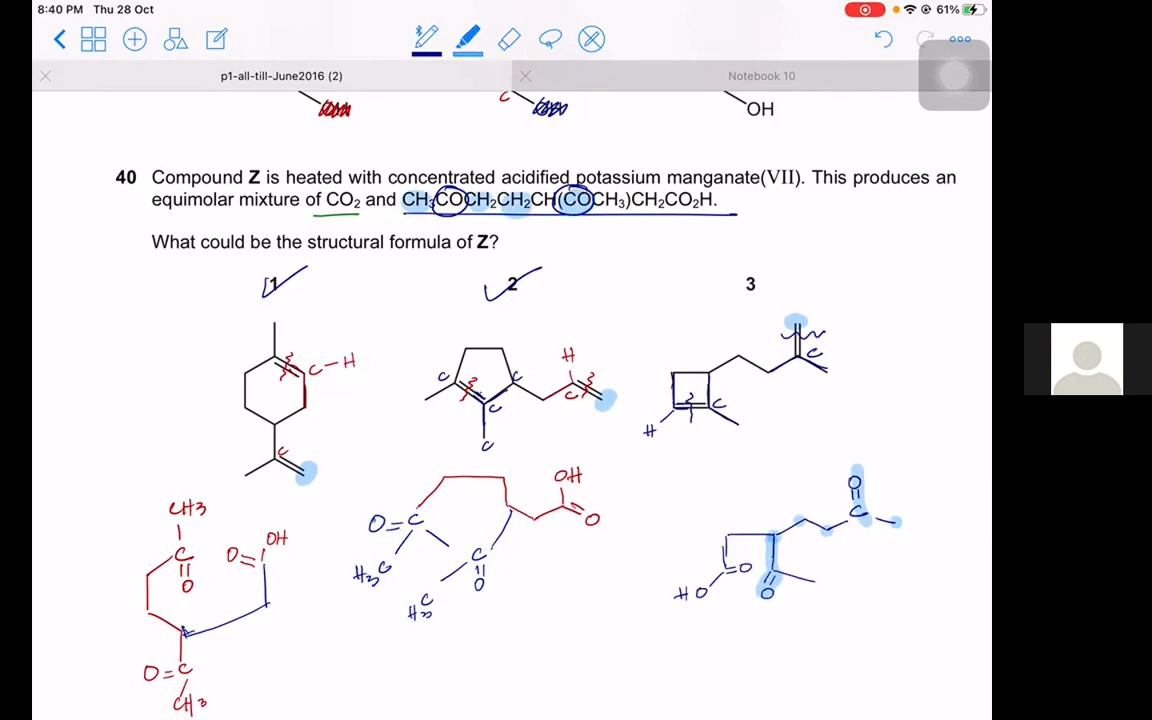 8:40 PM Thu 28 Oct
61%
p1-all-till-June2016 (2)
Notebook 10
C
OH
40 Compound Z is heated with concentrated acidified potassium manganate(VII). This produces an
equimolar mixture of CO₂ and CH₃COCH₂CH₂CH(COCH₃)CH₂CO₂H.
What could be the structural formula of Z?
1 2 3
C - H
C
C
C
C
C
H
C
C
C
H
CH3
C
O
O
OH
O=C
CH3
O=C
H3C
C
O
H3C
OH
O
O
C
O
HO
O